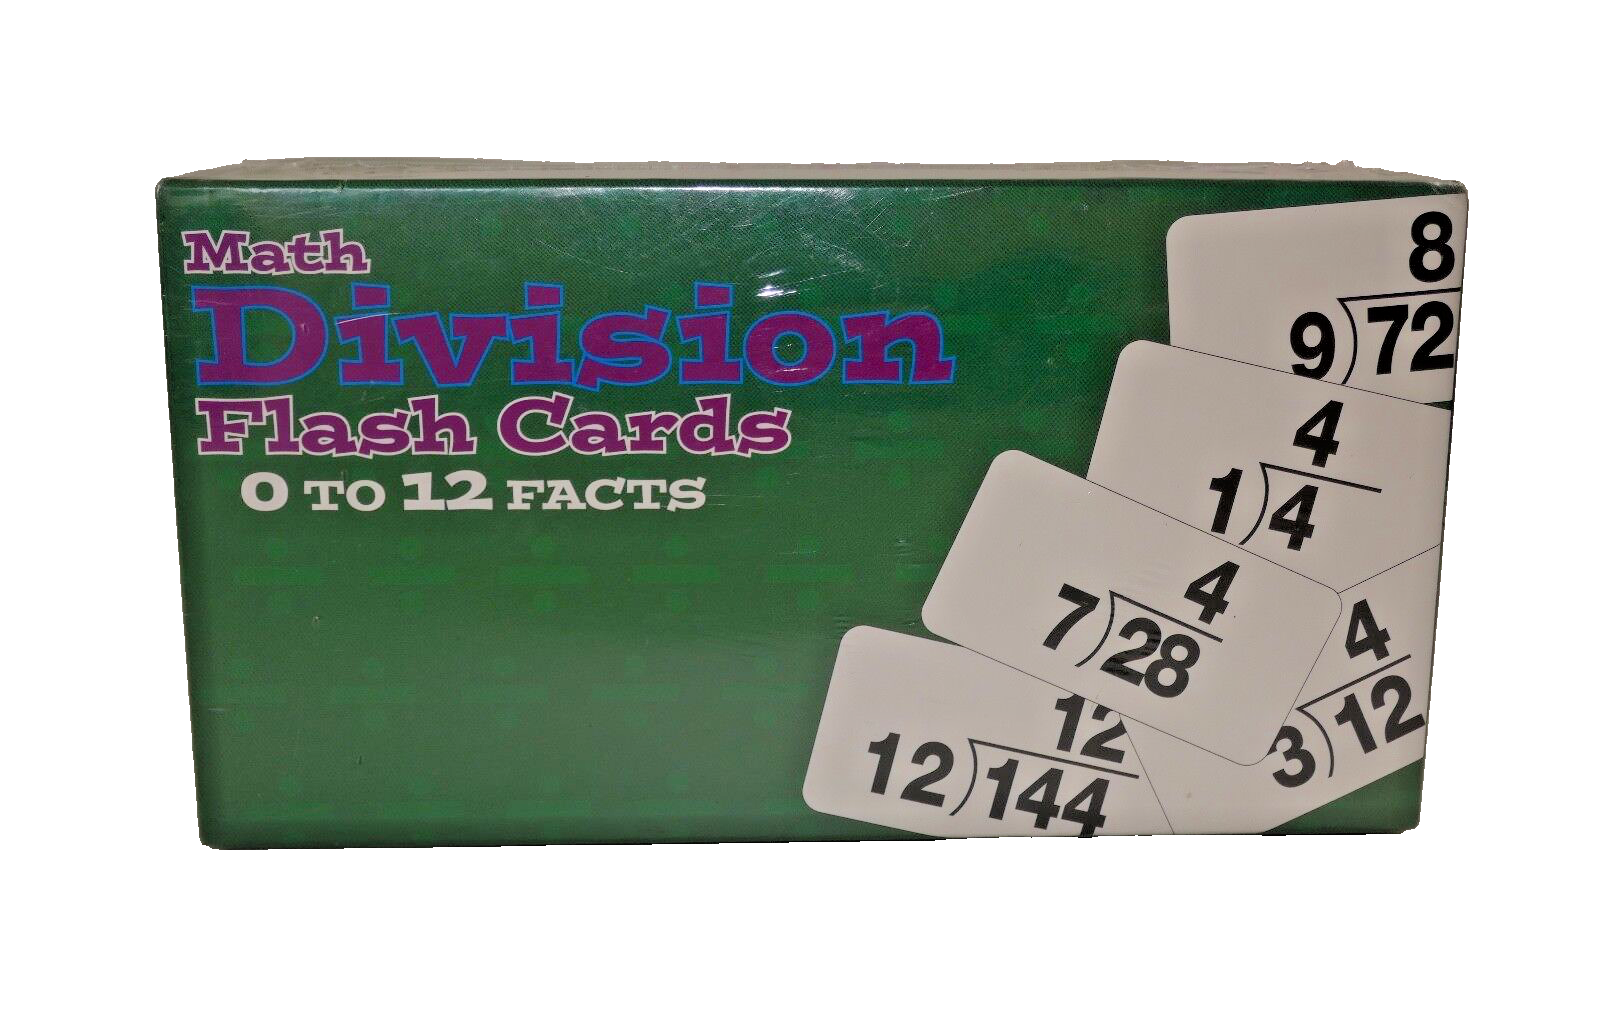 Math
Division
Flash Cards
0 TO 12 FACTS
8
9)72
4
1)4
4
7)28
4
3)12
12
12)144